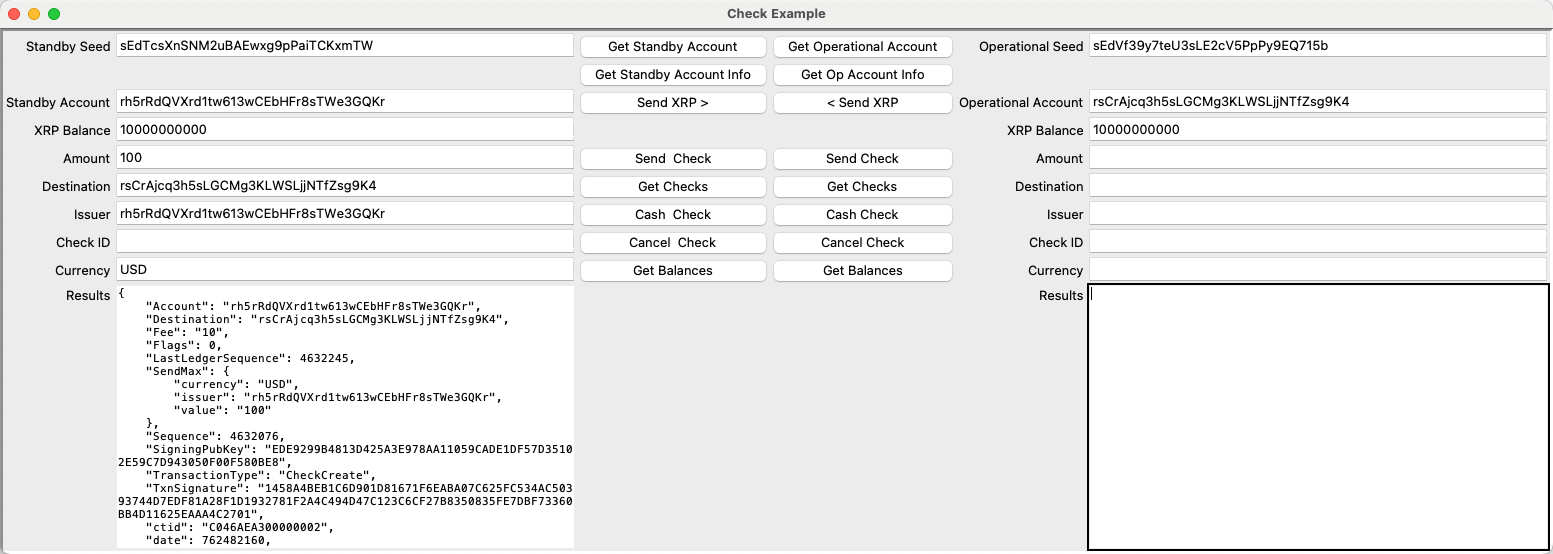 Check Example
Standby Seed sEdTcsXnSNM2uBAEwxg9pPaiTCKxmTW Get Standby Account Get Operational Account Operational Seed sEdVf39y7teU3sLE2cV5PpPy9EQ715b
Get Standby Account Info Get Op Account Info
Standby Account rh5rRdQVXrd1tw613wCEbHFr8sTWe3GQKr Send XRP > < Send XRP Operational Account rsCrAjcq3h5sLGCMg3KLWSLjjNTfZsg9K4
XRP Balance 10000000000 XRP Balance 10000000000
Amount 100 Send  Check Send Check Amount
Destination rsCrAjcq3h5sLGCMg3KLWSLjjNTfZsg9K4 Get Checks Get Checks Destination
Issuer rh5rRdQVXrd1tw613wCEbHFr8sTWe3GQKr Cash  Check Cash Check Issuer
Check ID Cancel  Check Cancel Check Check ID
Currency USD Get Balances Get Balances Currency
Results { Results
"Account": "rh5rRdQVXrd1tw613wCEbHFr8sTWe3GQKr",
"Destination": "rsCrAjcq3h5sLGCMg3KLWSLjjNTfZsg9K4",
"Fee": "10",
"Flags": 0,
"LastLedgerSequence": 4632245,
"SendMax": {
"currency": "USD",
"issuer": "rh5rRdQVXrd1tw613wCEbHFr8sTWe3GQKr",
"value": "100"
},
"Sequence": 4632076,
"SigningPubKey": "EDE9299B4813D425A3E978AA11059CADE1DF57D3510
2E59C7D943050F00F580BE8",
"TransactionType": "CheckCreate",
"TxnSignature": "1458A4BEB1C6D901D81671F6EABA07C625FC534AC503
93744D7EDF81A28F1D1932781F2A4C494D47C123C6CF27B8350835FE7DBF73360
BB4D11625EAAA4C2701",
"ctid": "C046AEA300000002",
"date": 762482160,